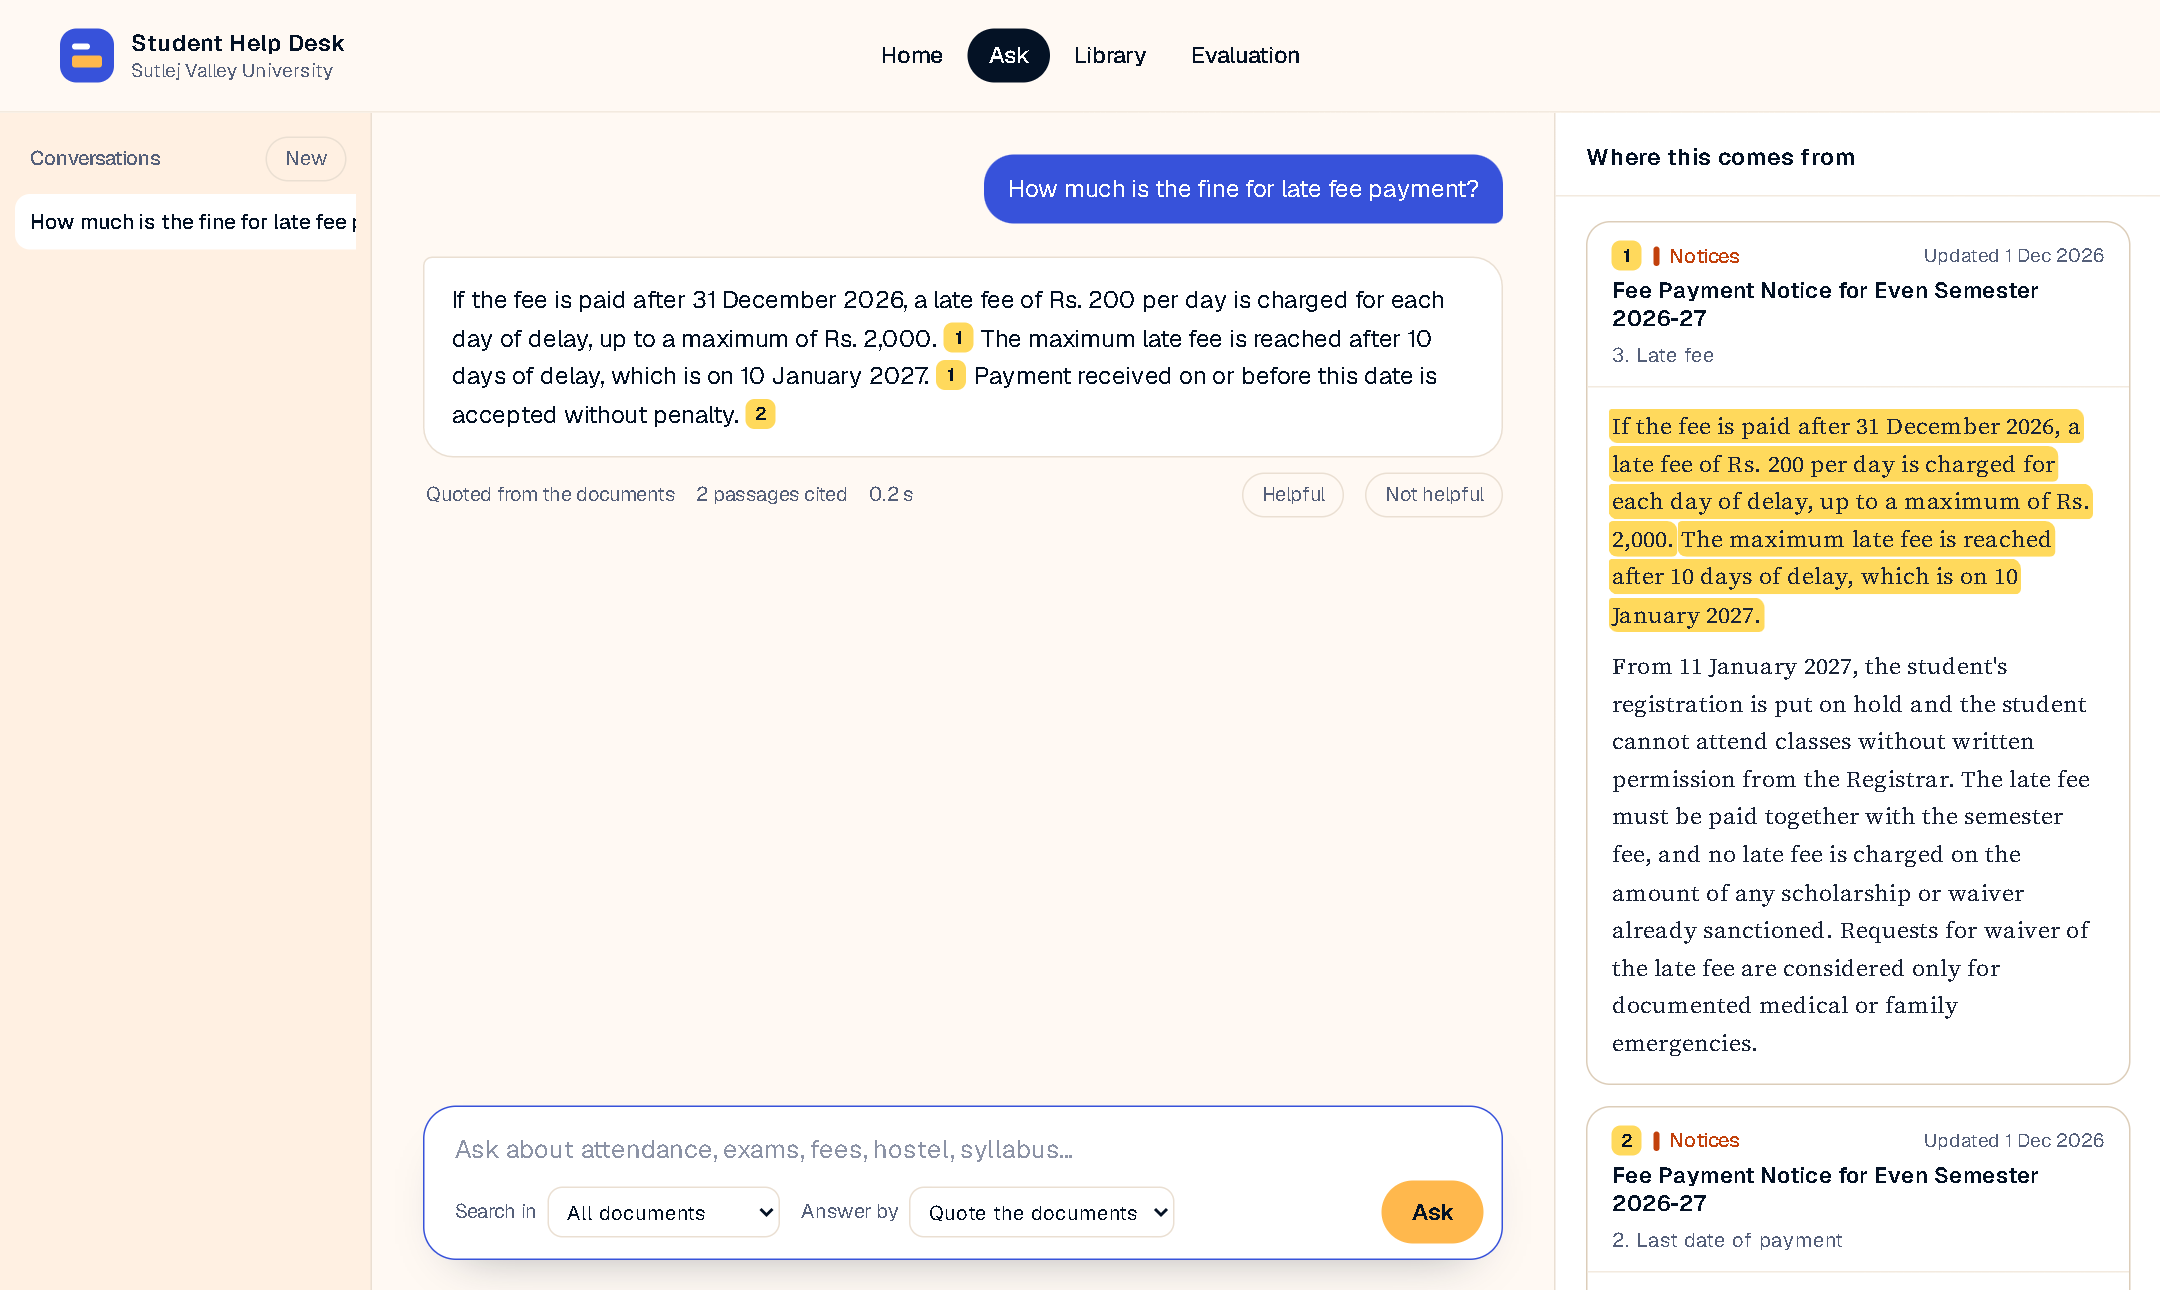 Student Help Desk
Sutlej Valley University
Home
Ask
Library
Evaluation
Conversations
New
How much is the fine for late fee
How much is the fine for late fee payment?
If the fee is paid after 31 December 2026, a late fee of Rs. 200 per day is charged for each
day of delay, up to a maximum of Rs. 2,000. 1 The maximum late fee is reached after 10
days of delay, which is on 10 January 2027. 1 Payment received on or before this date is
accepted without penalty. 2
Quoted from the documents
2 passages cited
0.2 s
Helpful
Not helpful
Ask about attendance, exams, fees, hostel, syllabus...
Search in
All documents
Answer by
Quote the documents
Ask
Where this comes from
1
Notices
Updated 1 Dec 2026
Fee Payment Notice for Even Semester
2026-27
3. Late fee
If the fee is paid after 31 December 2026, a
late fee of Rs. 200 per day is charged for
each day of delay, up to a maximum of Rs.
2,000. The maximum late fee is reached
after 10 days of delay, which is on 10
January 2027.
From 11 January 2027, the student's
registration is put on hold and the student
cannot attend classes without written
permission from the Registrar. The late fee
must be paid together with the semester
fee, and no late fee is charged on the
amount of any scholarship or waiver
already sanctioned. Requests for waiver of
the late fee are considered only for
documented medical or family
emergencies.
2
Notices
Updated 1 Dec 2026
Fee Payment Notice for Even Semester
2026-27
2. Last date of payment